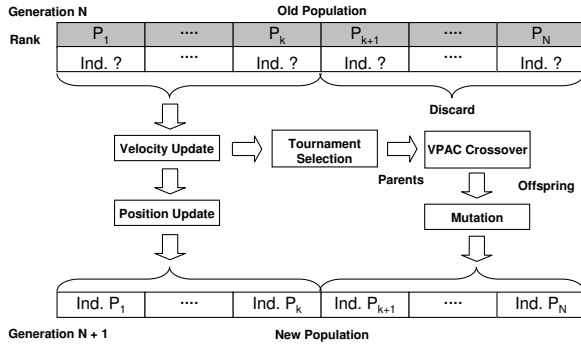 Generation N Old Population
Rank P1 .... Pk Pk+1 .... PN
Ind. ? .... Ind. ? Ind. ? .... Ind. ?
Discard
Velocity Update Tournament Selection VPAC Crossover
Parents Offspring
Position Update Mutation
Ind. P1 .... Ind. Pk Ind. Pk+1 .... Ind. PN
Generation N + 1 New Population